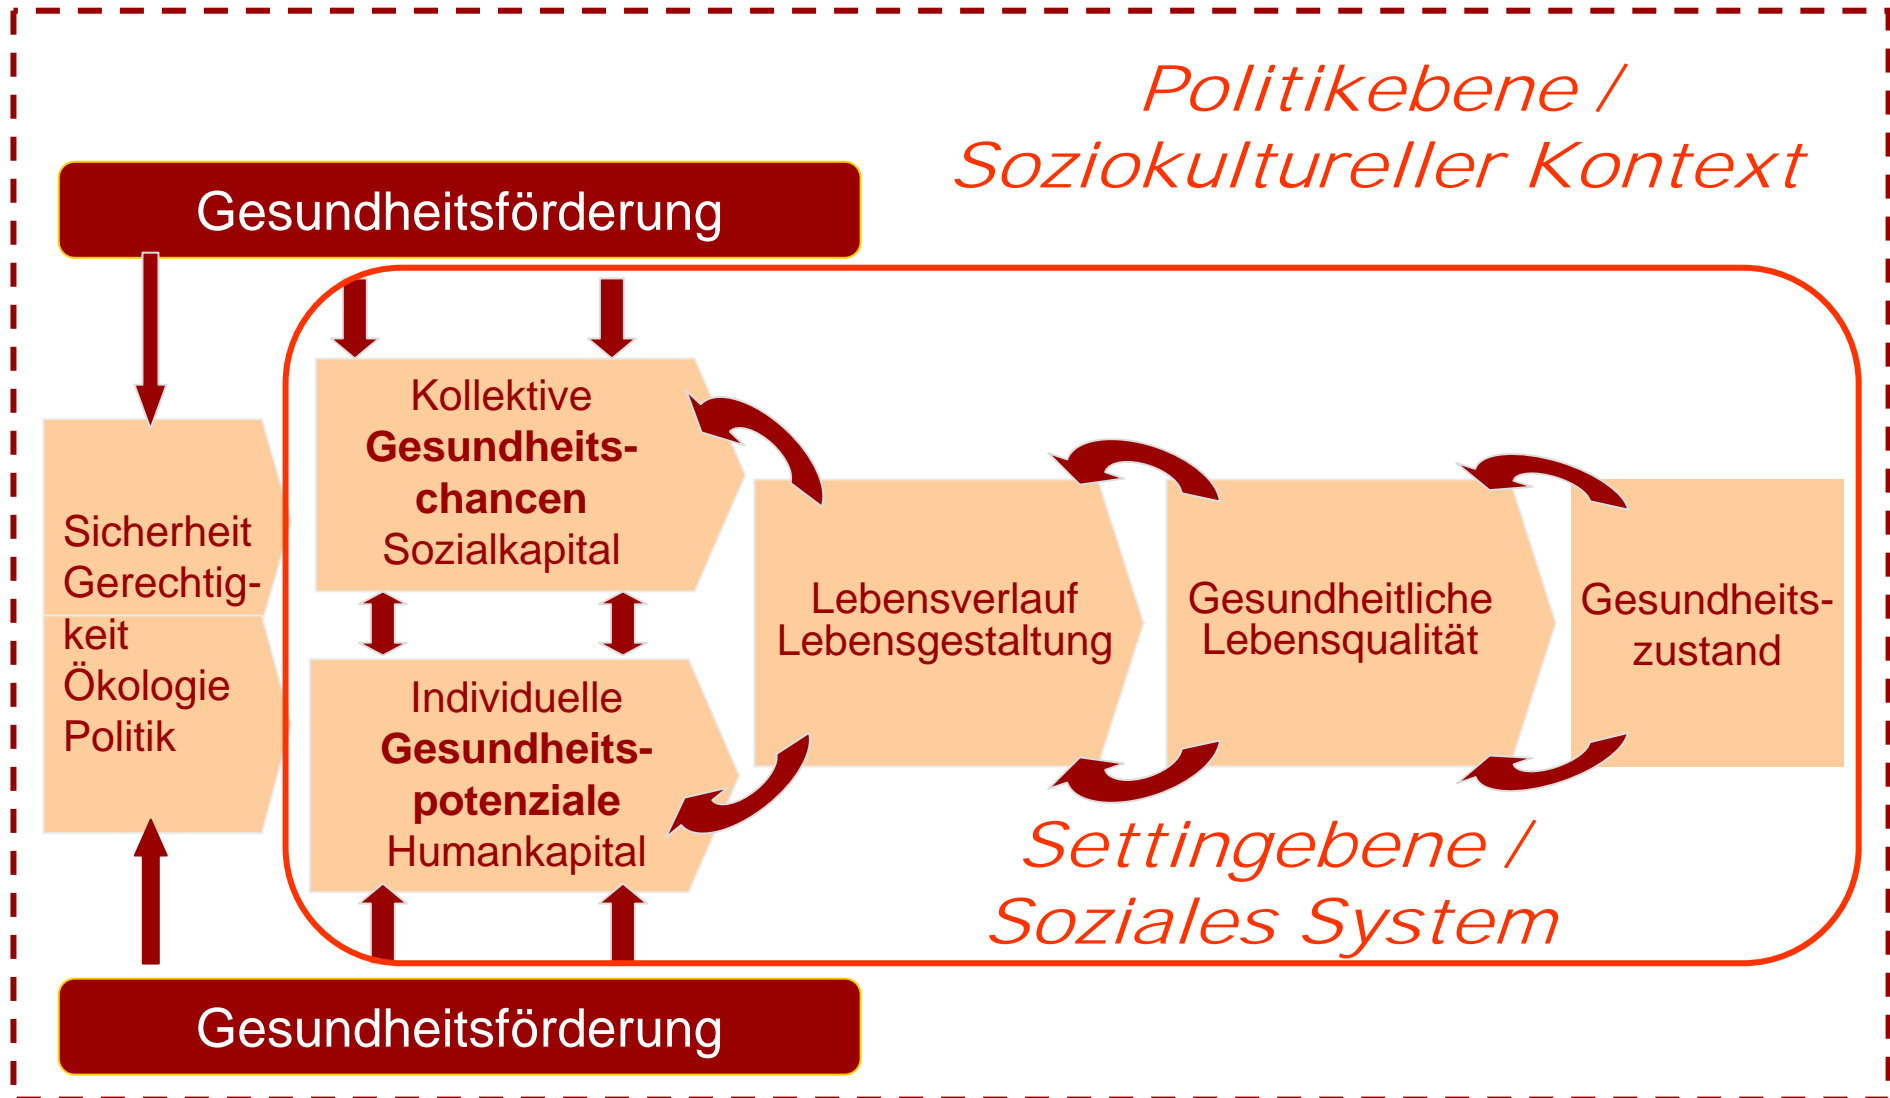 Politikebene /
Soziokultureller Kontext
Gesundheitsförderung
Sicherheit
Gerechtig-
keit
Ökologie
Politik
Kollektive
Gesundheits-
chancen
Sozialkapital
Individuelle
Gesundheits-
potenziale
Humankapital
Lebensverlauf
Lebensgestaltung
Gesundheitliche
Lebensqualität
Gesundheits-
zustand
Settingebene /
Soziales System
Gesundheitsförderung